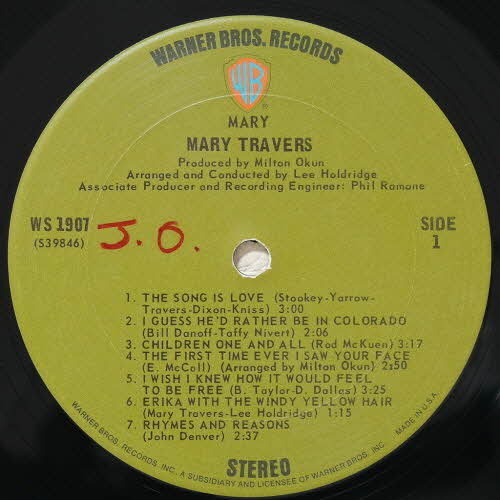 WARNER BROS. RECORDS
WB
®
MARY
MARY TRAVERS
Produced by Milton Okun
Arranged and Conducted by Lee Holdridge
Associate Producer and Recording Engineer: Phil Ramone
WS 1907
(S39846)
J.O.
SIDE
1
1. THE SONG IS LOVE (Stookey-Yarrow-
Travers-Dixon-Kniss) 3:00
2. I GUESS HE'D RATHER BE IN COLORADO
(Bill Danoff-Taffy Nivert) 2:06
3. CHILDREN ONE AND ALL (Rod McKuen) 3:17
4. THE FIRST TIME EVER I SAW YOUR FACE
(E. McColl) (Arranged by Milton Okun) 2:50
5. I WISH I KNEW HOW IT WOULD FEEL
TO BE FREE (B. Taylor-D. Dallas) 3:25
6. ERIKA WITH THE WINDY YELLOW HAIR
(Mary Travers-Lee Holdridge) 1:15
7. RHYMES AND REASONS
(John Denver) 2:37
STEREO
WARNER BROS. RECORDS INC., A SUBSIDIARY AND LICENSEE OF WARNER BROS. INC. MADE IN U.S.A.